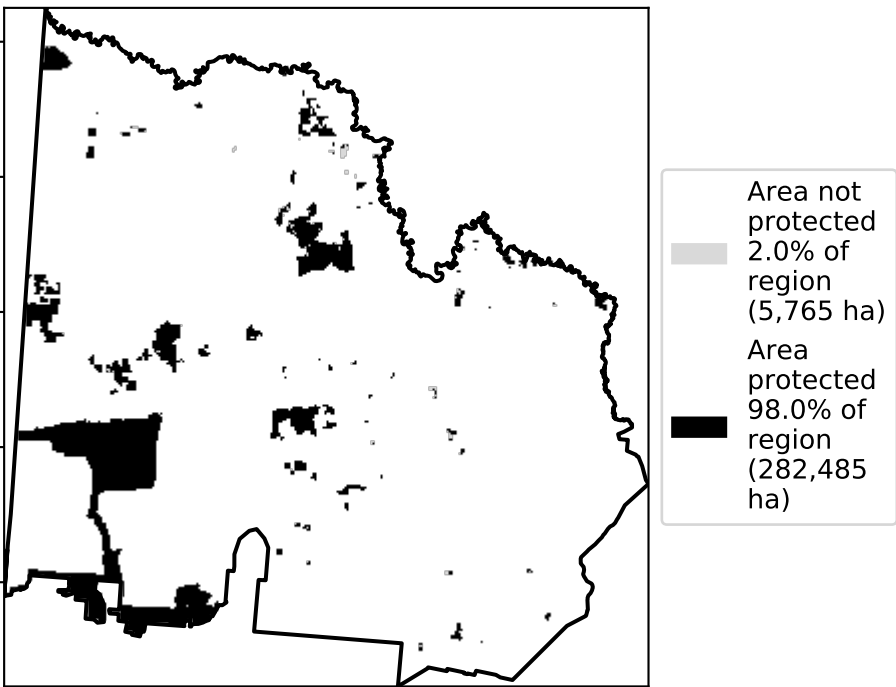 Area not
protected
2.0% of
region
(5,765 ha)
Area
protected
98.0% of
region
(282,485
ha)